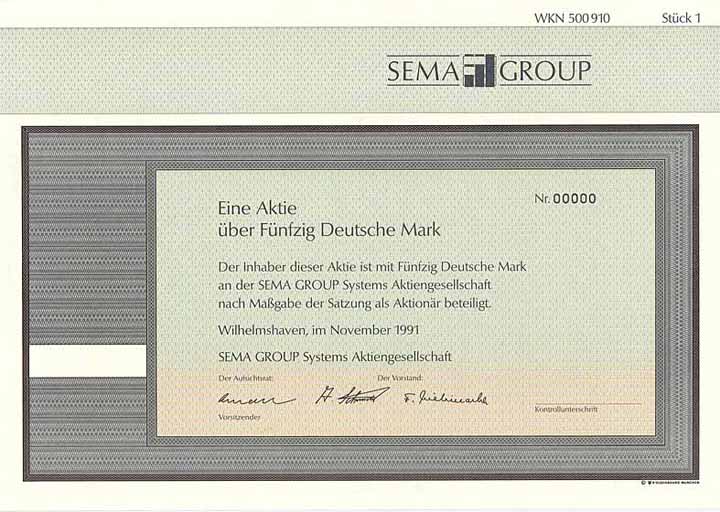 WKN 500 910 Stück 1
SEMA GROUP
Nr. 00000
Eine Aktie
über Fünfzig Deutsche Mark
Der Inhaber dieser Aktie ist mit Fünfzig Deutsche Mark
an der SEMA GROUP Systems Aktiengesellschaft
nach Maßgabe der Satzung als Aktionär beteiligt.
Wilhelmshaven, im November 1991
SEMA GROUP Systems Aktiengesellschaft
Der Aufsichtsrat: Der Vorstand:
Vorsitzender
Kontrollunterschrift